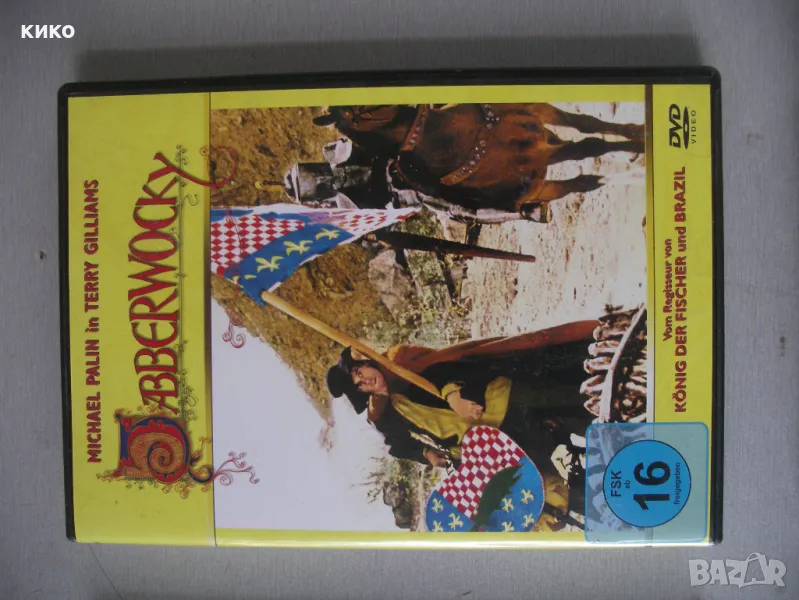 кико
MICHAEL PALIN in TERRY GILLIAMS
JABBERWOCKY
DVD
VIDEO
Vom Regisseur von
KÖNIG DER FISCHER und BRAZIL
FSK
ab
16
freigegeben
BAZAR